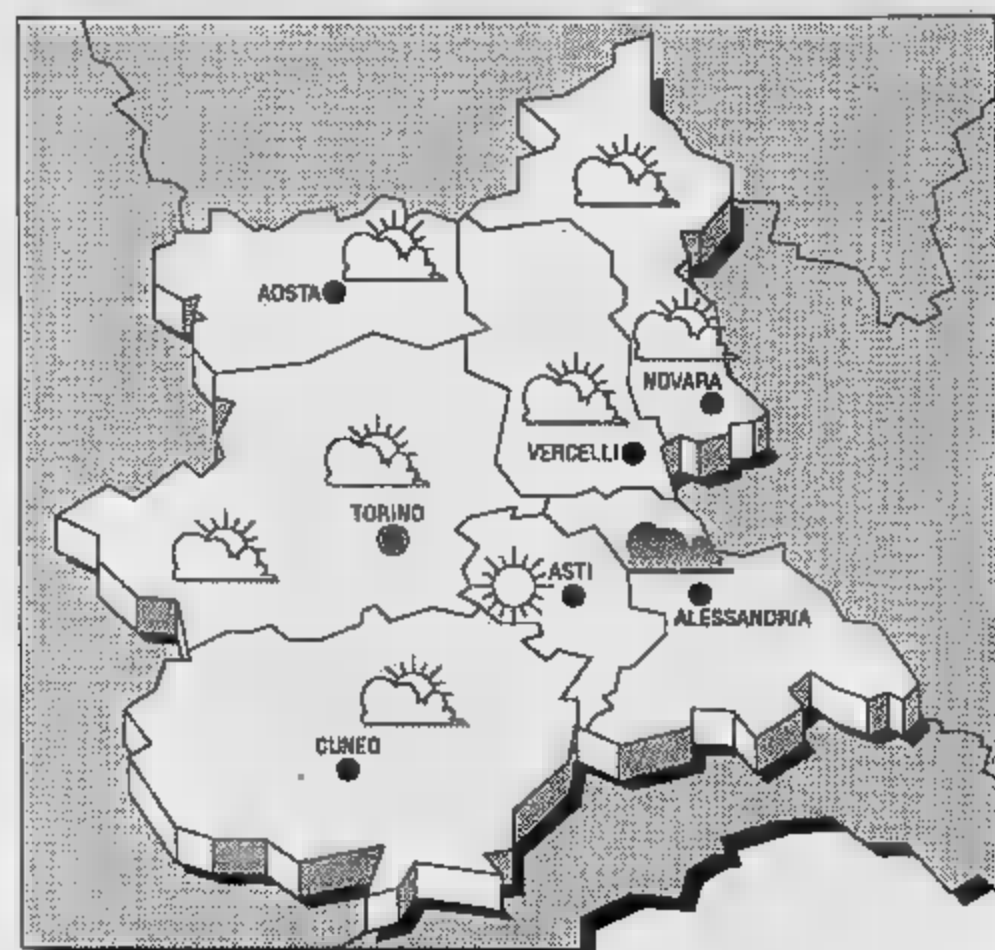 AOSTA
NOVARA
VERCELLI
TORINO
ASTI
ALESSANDRIA
CUNEO